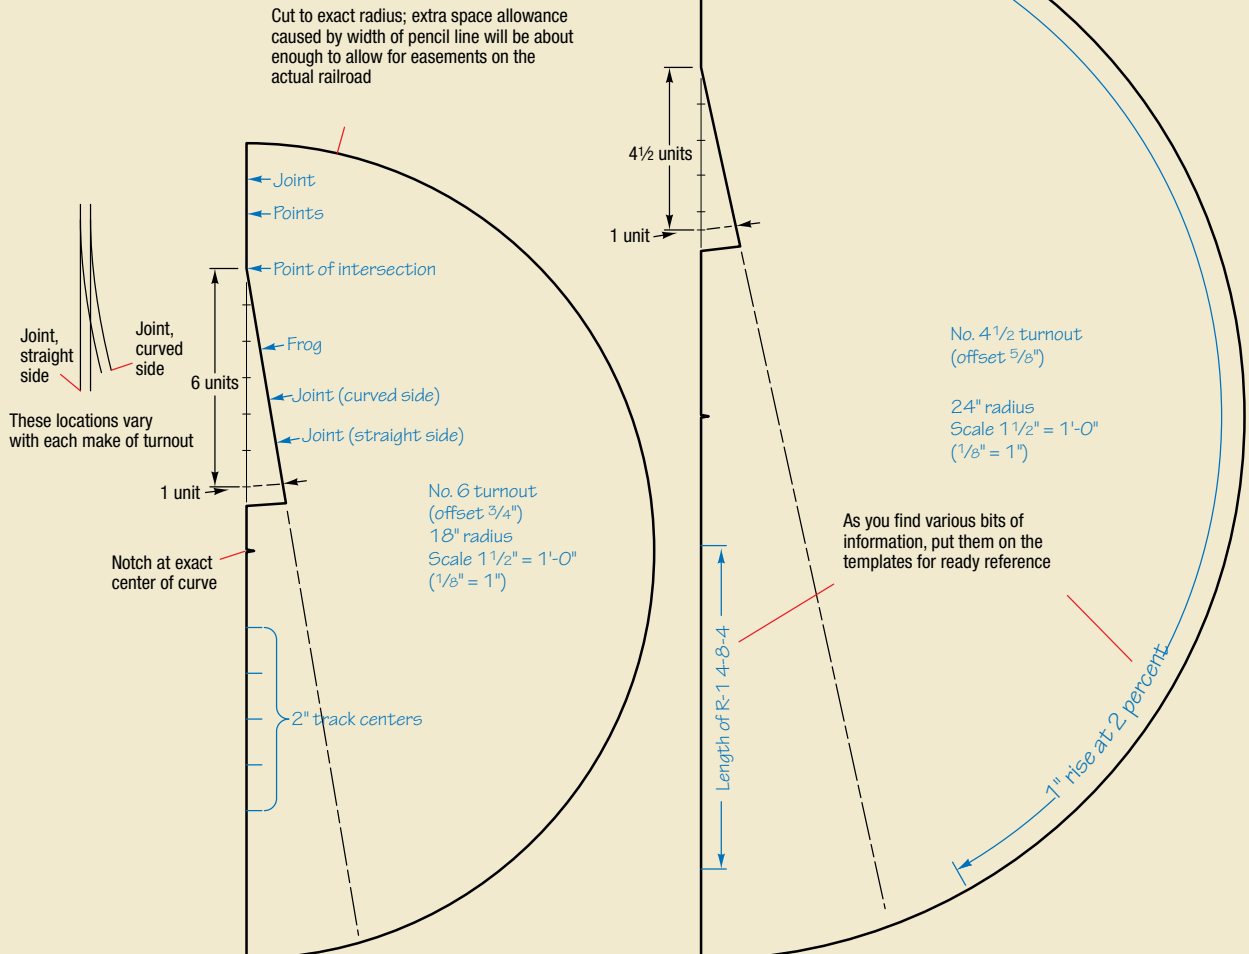 Cut to exact radius; extra space allowance
caused by width of pencil line will be about
enough to allow for easements on the
actual railroad
Joint
Points
Point of intersection
Frog
Joint (curved side)
Joint (straight side)
Joint,
straight
side
Joint,
curved
side
These locations vary
with each make of turnout
6 units
1 unit
No. 6 turnout
(offset 3/4")
18" radius
Scale 1 1/2" = 1'-0"
(1/8" = 1")
Notch at exact
center of curve
2" track centers
4½ units
1 unit
No. 4 1/2 turnout
(offset 5/8")
24" radius
Scale 1 1/2" = 1'-0"
(1/8" = 1")
As you find various bits of
information, put them on the
templates for ready reference
Length of R-1 4-8-4
1" rise at 2 percent